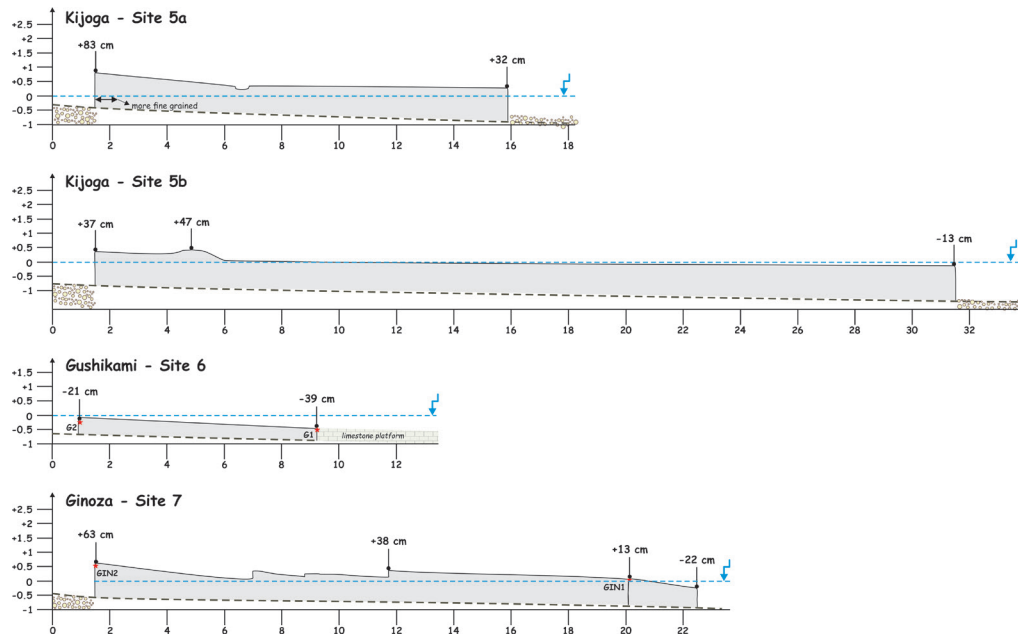 Kijoga - Site 5a
+83 cm
+32 cm
+2.5
+2
+1.5
+1
+0.5
0
-0.5
-1
more fine grained
0 2 4 6 8 10 12 14 16 18
Kijoga - Site 5b
+37 cm
+47 cm
-13 cm
+2.5
+2
+1.5
+1
+0.5
0
-0.5
-1
0 2 4 6 8 10 12 14 16 18 20 22 24 26 28 30 32
Gushikami - Site 6
-21 cm
-39 cm
+1.5
+1
+0.5
0
-0.5
-1
G2
G1
limestone platform
0 2 4 6 8 10 12
Ginoza - Site 7
+63 cm
+38 cm
+13 cm
-22 cm
+2.5
+2
+1.5
+1
+0.5
0
-0.5
-1
GIN2
GIN1
0 2 4 6 8 10 12 14 16 18 20 22